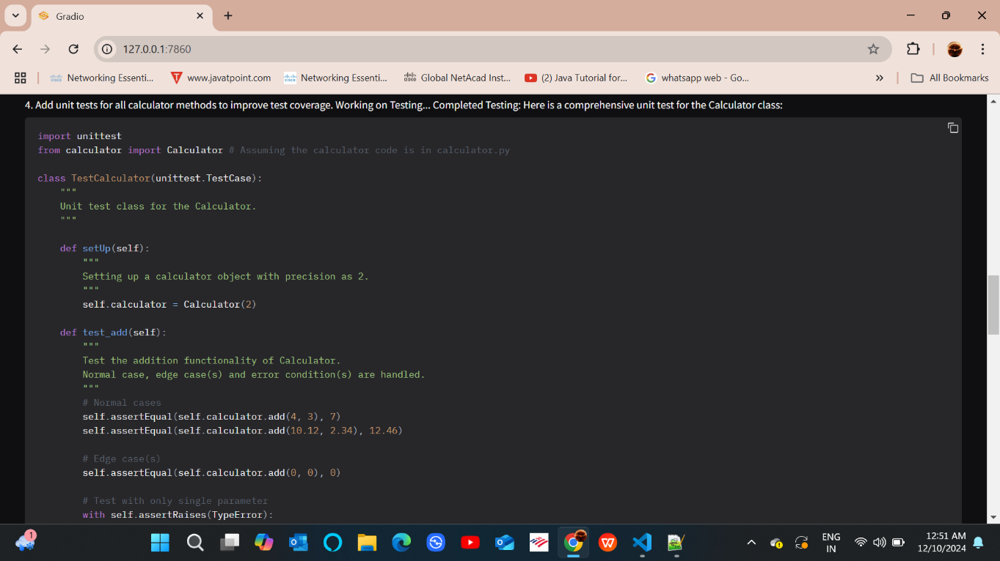 Gradio
127.0.0.1:7860
Networking Essenti...
www.javatpoint.com
Networking Essenti...
Global NetAcad Inst...
(2) Java Tutorial for...
whatsapp web - Go...
»
All Bookmarks
4. Add unit tests for all calculator methods to improve test coverage. Working on Testing... Completed Testing: Here is a comprehensive unit test for the Calculator class:
import unittest
from calculator import Calculator # Assuming the calculator code is in calculator.py
class TestCalculator(unittest.TestCase):
"""
Unit test class for the Calculator.
"""
def setUp(self):
"""
Setting up a calculator object with precision as 2.
"""
self.calculator = Calculator(2)
def test_add(self):
"""
Test the addition functionality of Calculator.
Normal case, edge case(s) and error condition(s) are handled.
"""
# Normal cases
self.assertEqual(self.calculator.add(4, 3), 7)
self.assertEqual(self.calculator.add(10.12, 2.34), 12.46)
# Edge case(s)
self.assertEqual(self.calculator.add(0, 0), 0)
# Test with only single parameter
with self.assertRaises(TypeError):
1
ENG
IN
12:51 AM
12/10/2024